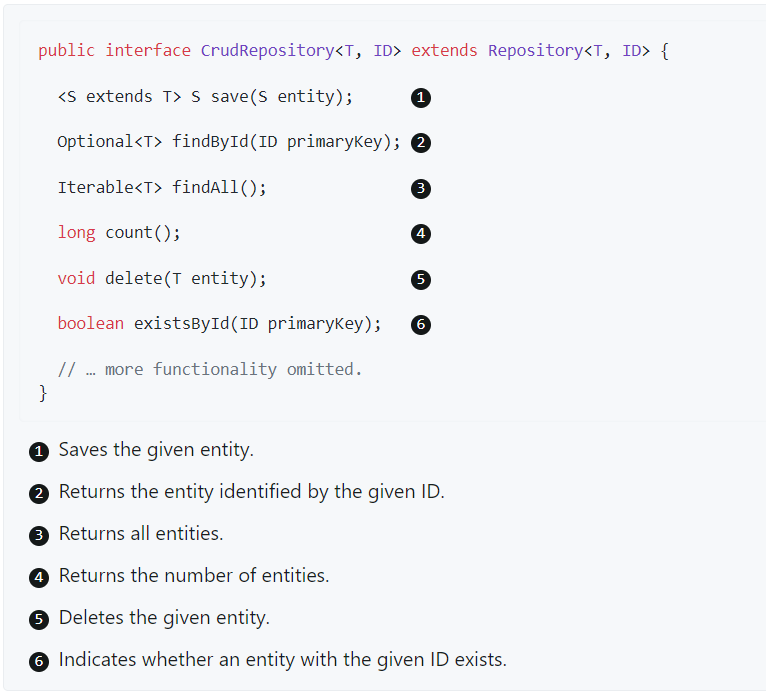 public interface CrudRepository<T, ID> extends Repository<T, ID> {
<S extends T> S save(S entity); 1
Optional<T> findById(ID primaryKey); 2
Iterable<T> findAll(); 3
long count(); 4
void delete(T entity); 5
boolean existsById(ID primaryKey); 6
// … more functionality omitted.
}
1 Saves the given entity.
2 Returns the entity identified by the given ID.
3 Returns all entities.
4 Returns the number of entities.
5 Deletes the given entity.
6 Indicates whether an entity with the given ID exists.